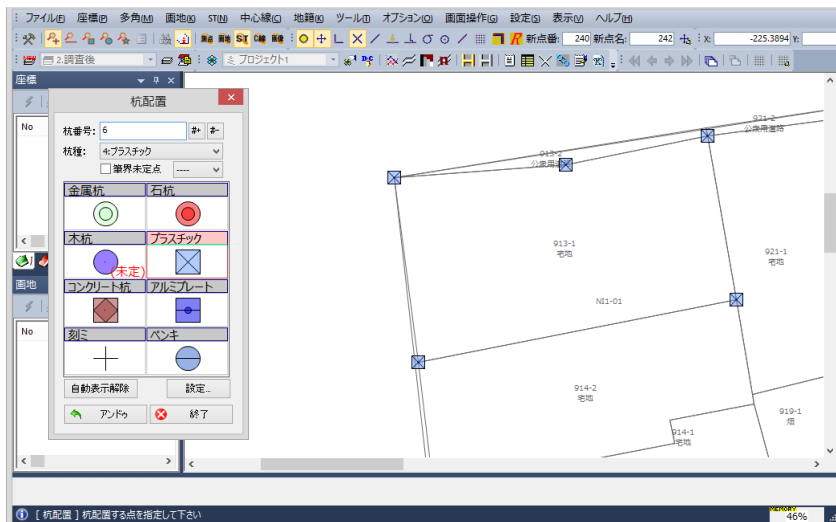 ファイル(F) 座標(P) 多角(M) 画地(K) ST(N) 中心線(C) 地籍(K) ツール(T) オプション(O) 画面操作(G) 設定(S) 表示(V) ヘルプ(H)
新点番: 240 新点名: 242 X: -225.3894 Y:
2.調査後 プロジェクト1
座標
No
画地
No
杭配置
杭番号: 6 #+ #-
杭種: 4:プラスチック
筆界未定点 ----
金属杭 石杭
木杭 プラスチック
(未定)
コンクリート杭 アルミプレート
刻ミ ペンキ
自動表示解除 設定...
アンドゥ 終了
921-2
公衆用道路
913-2
公衆用道
913-1
宅地
921-1
宅地
NI1-01
914-2
宅地
919-1
畑
914-1
宅地
[ 杭配置 ] 杭配置する点を指定して下さい
MEMORY
46%